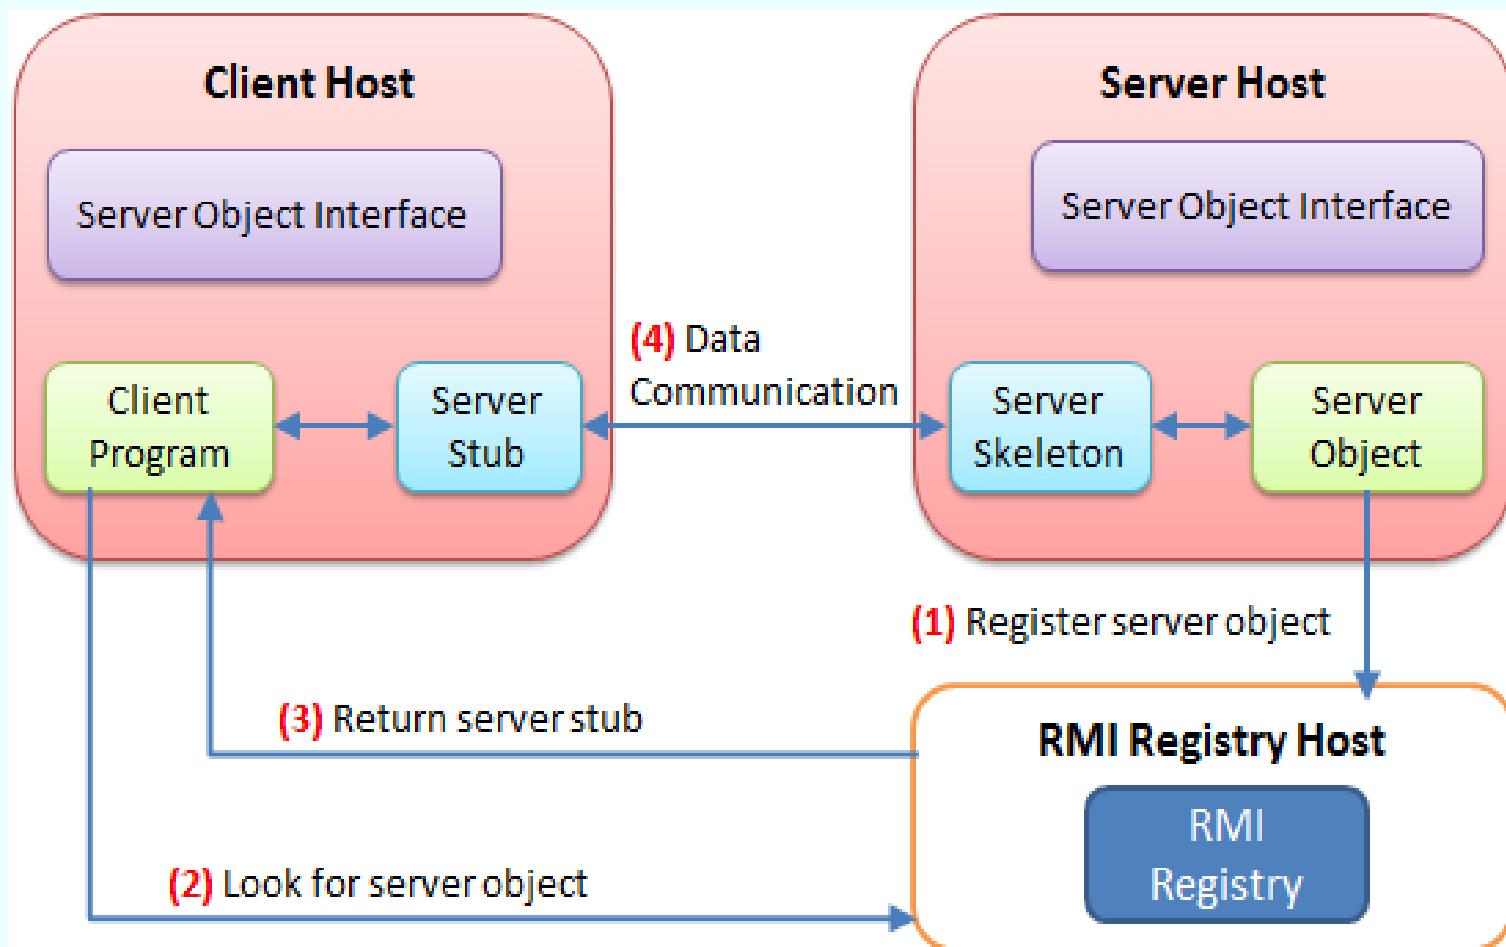 Client Host
Server Object Interface
Client
Program
Server
Stub
(4) Data
Communication
Server Host
Server Object Interface
Server
Skeleton
Server
Object
(1) Register server object
(3) Return server stub
(2) Look for server object
RMI Registry Host
RMI
Registry